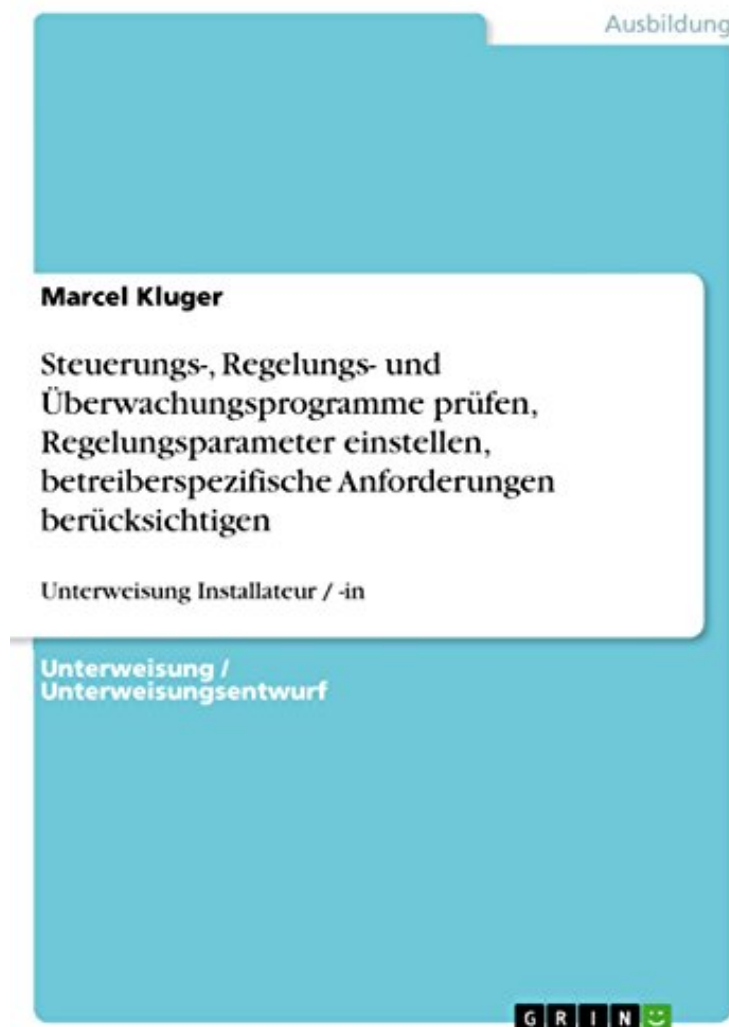 Ausbildung
Marcel Kluger
Steuerungs-, Regelungs- und
Überwachungsprogramme prüfen,
Regelungsparameter einstellen,
betreiberspezifische Anforderungen
berücksichtigen
Unterweisung Installateur / -in
Unterweisung /
Unterweisungsentwurf
GRIN